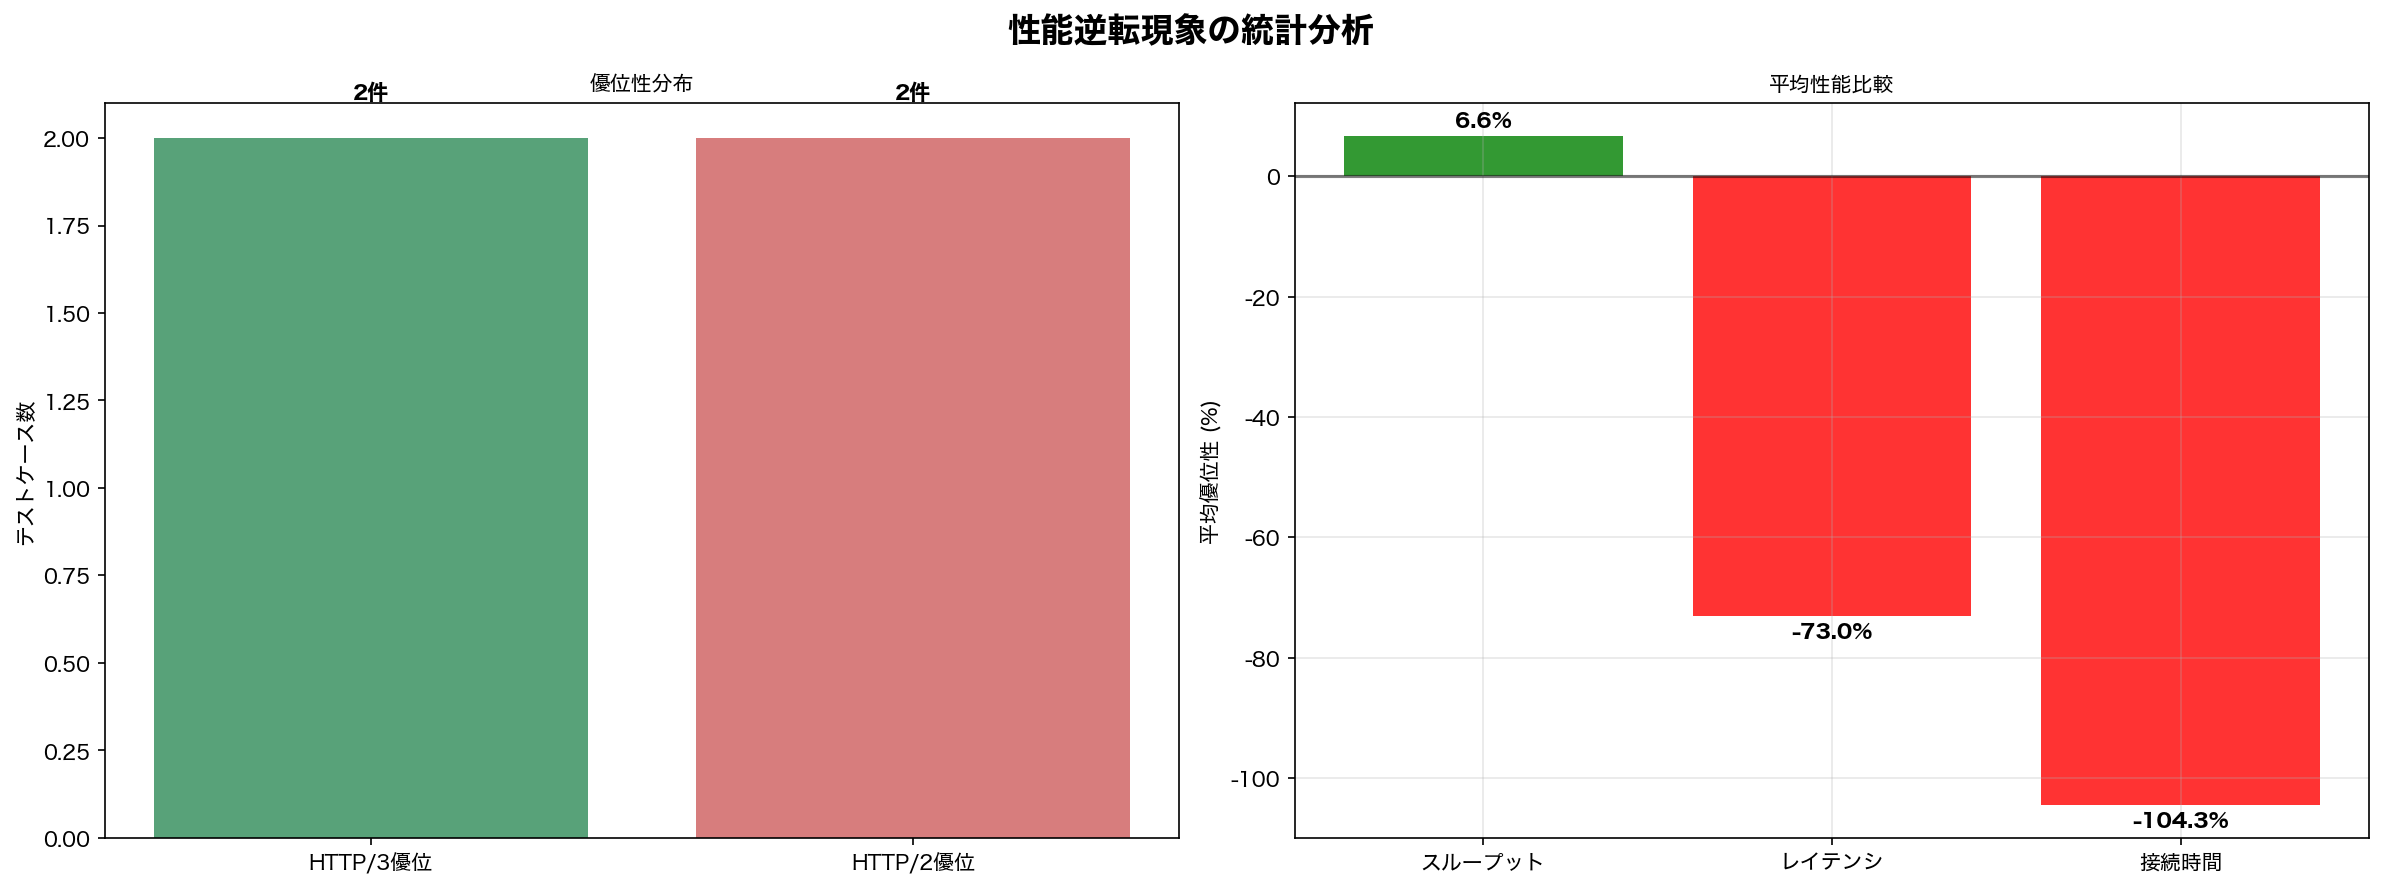 性能逆転現象の統計分析
優位性分布
2件
2件
2.00
1.75
1.50
1.25
1.00
0.75
0.50
0.25
0.00
テストケース数
HTTP/3優位
HTTP/2優位
平均性能比較
6.6%
-73.0%
-104.3%
0
-20
-40
-60
-80
-100
平均優位性 (%)
スループット
レイテンシ
接続時間